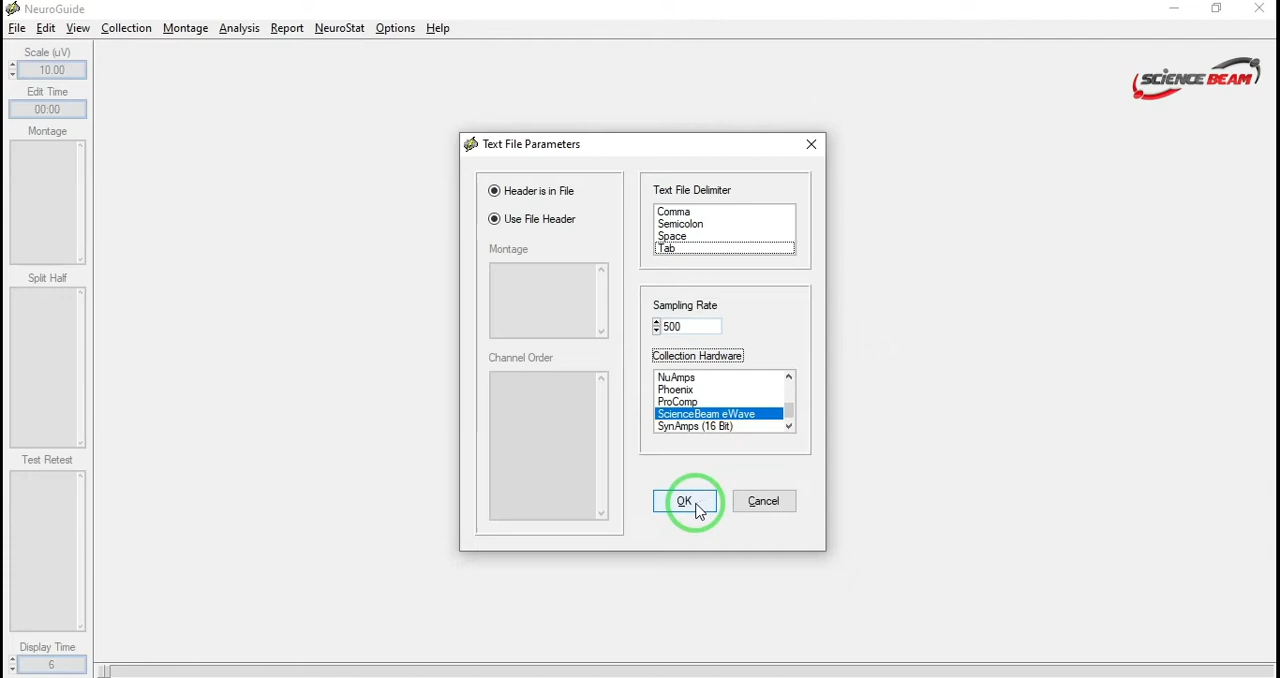 NeuroGuide
File Edit View Collection Montage Analysis Report NeuroStat Options Help
Scale (uV)
10.00
Edit Time
00:00
Montage
Split Half
Test Retest
Display Time
6
SCIENCE BEAM
Text File Parameters
Header is in File
Use File Header
Montage
Channel Order
Text File Delimiter
Comma
Semicolon
Space
Tab
Sampling Rate
500
Collection Hardware
NuAmps
Phoenix
ProComp
ScienceBeam eWave
SynAmps (16 Bit)
OK
Cancel